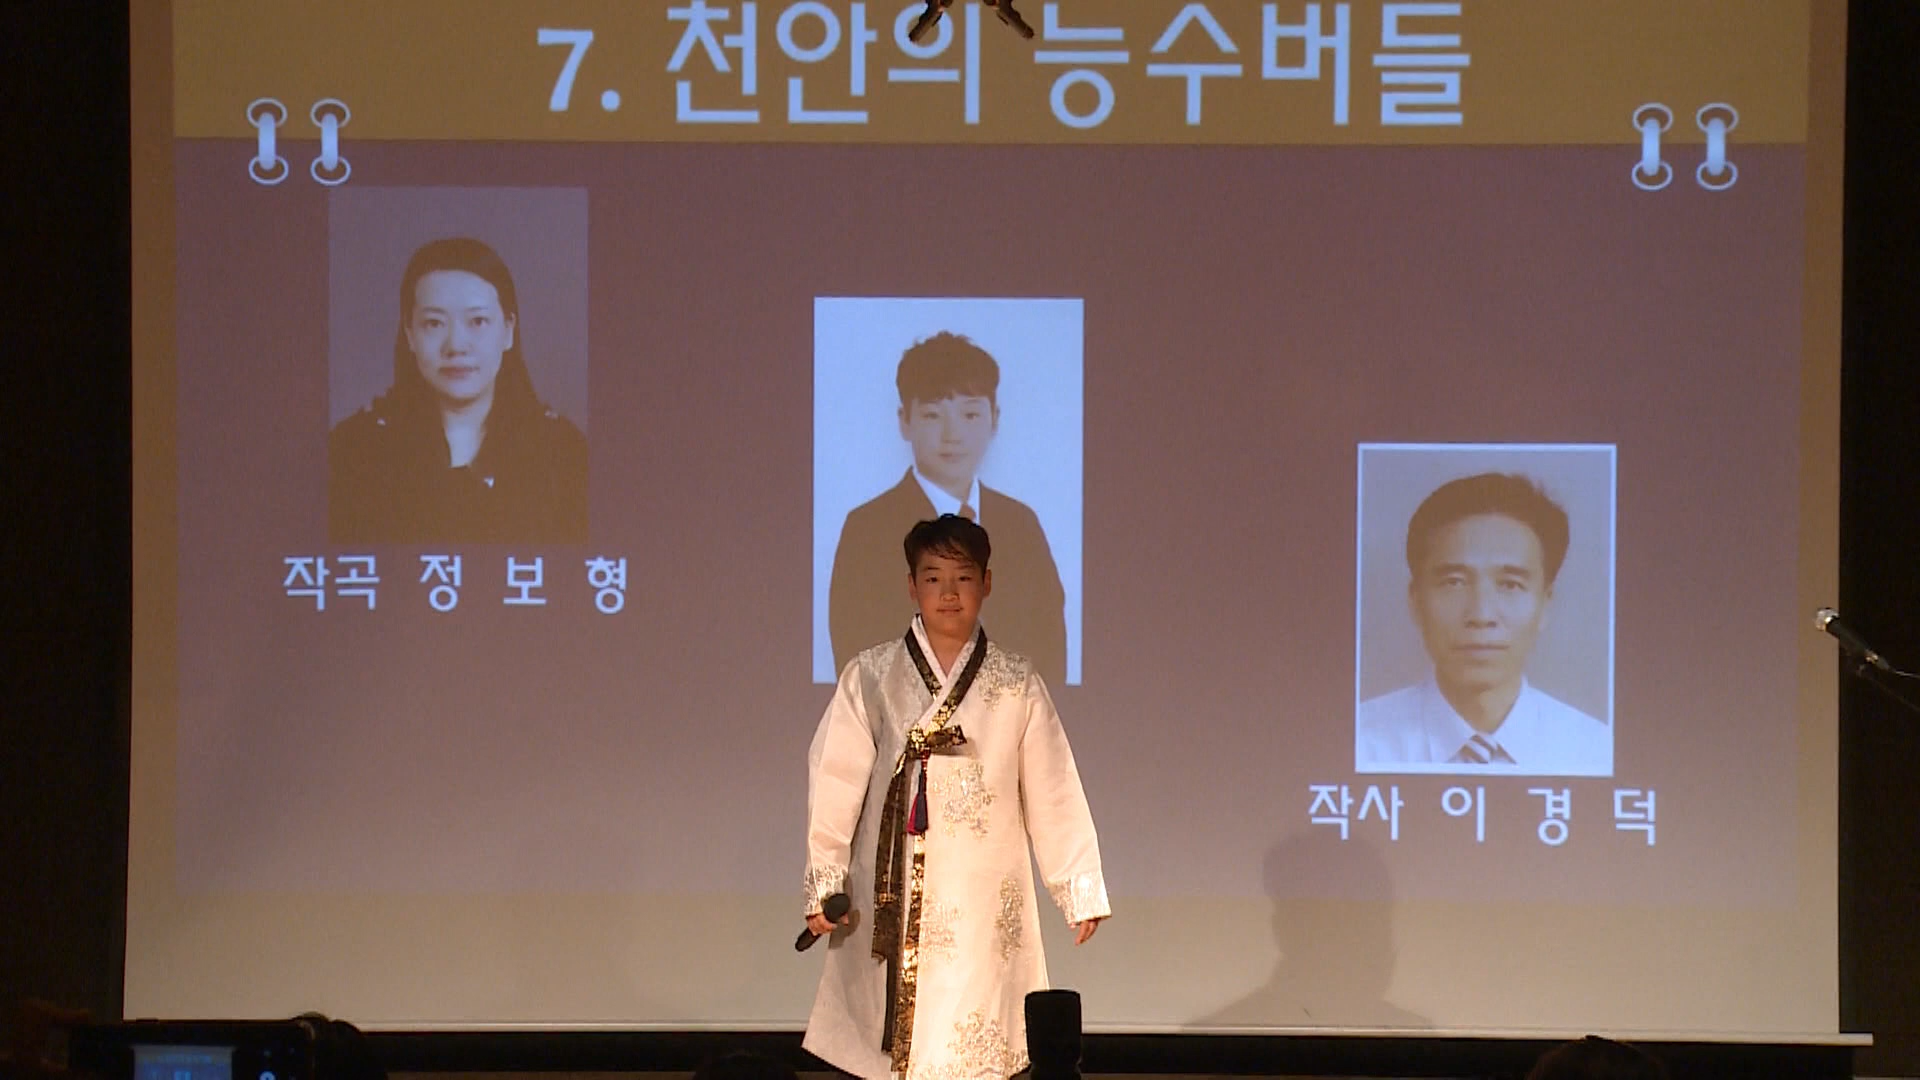 7. 천안의 능수버들
작곡 정 보 형
작사 이 경 덕